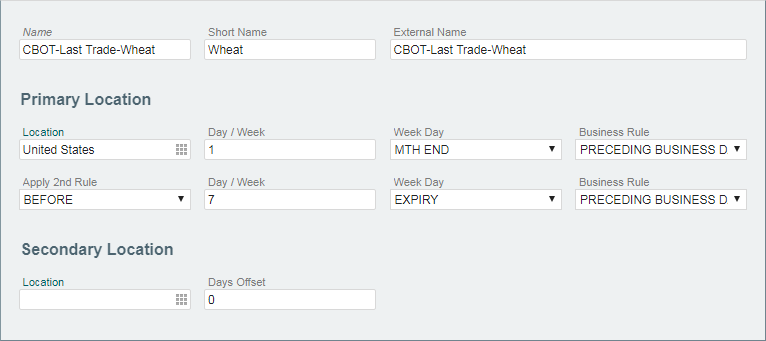 Name Short Name External Name
CBOT-Last Trade-Wheat Wheat CBOT-Last Trade-Wheat
Primary Location
Location Day / Week Week Day Business Rule
United States 1 MTH END PRECEDING BUSINESS D
Apply 2nd Rule Day / Week Week Day Business Rule
BEFORE 7 EXPIRY PRECEDING BUSINESS D
Secondary Location
Location Days Offset
0